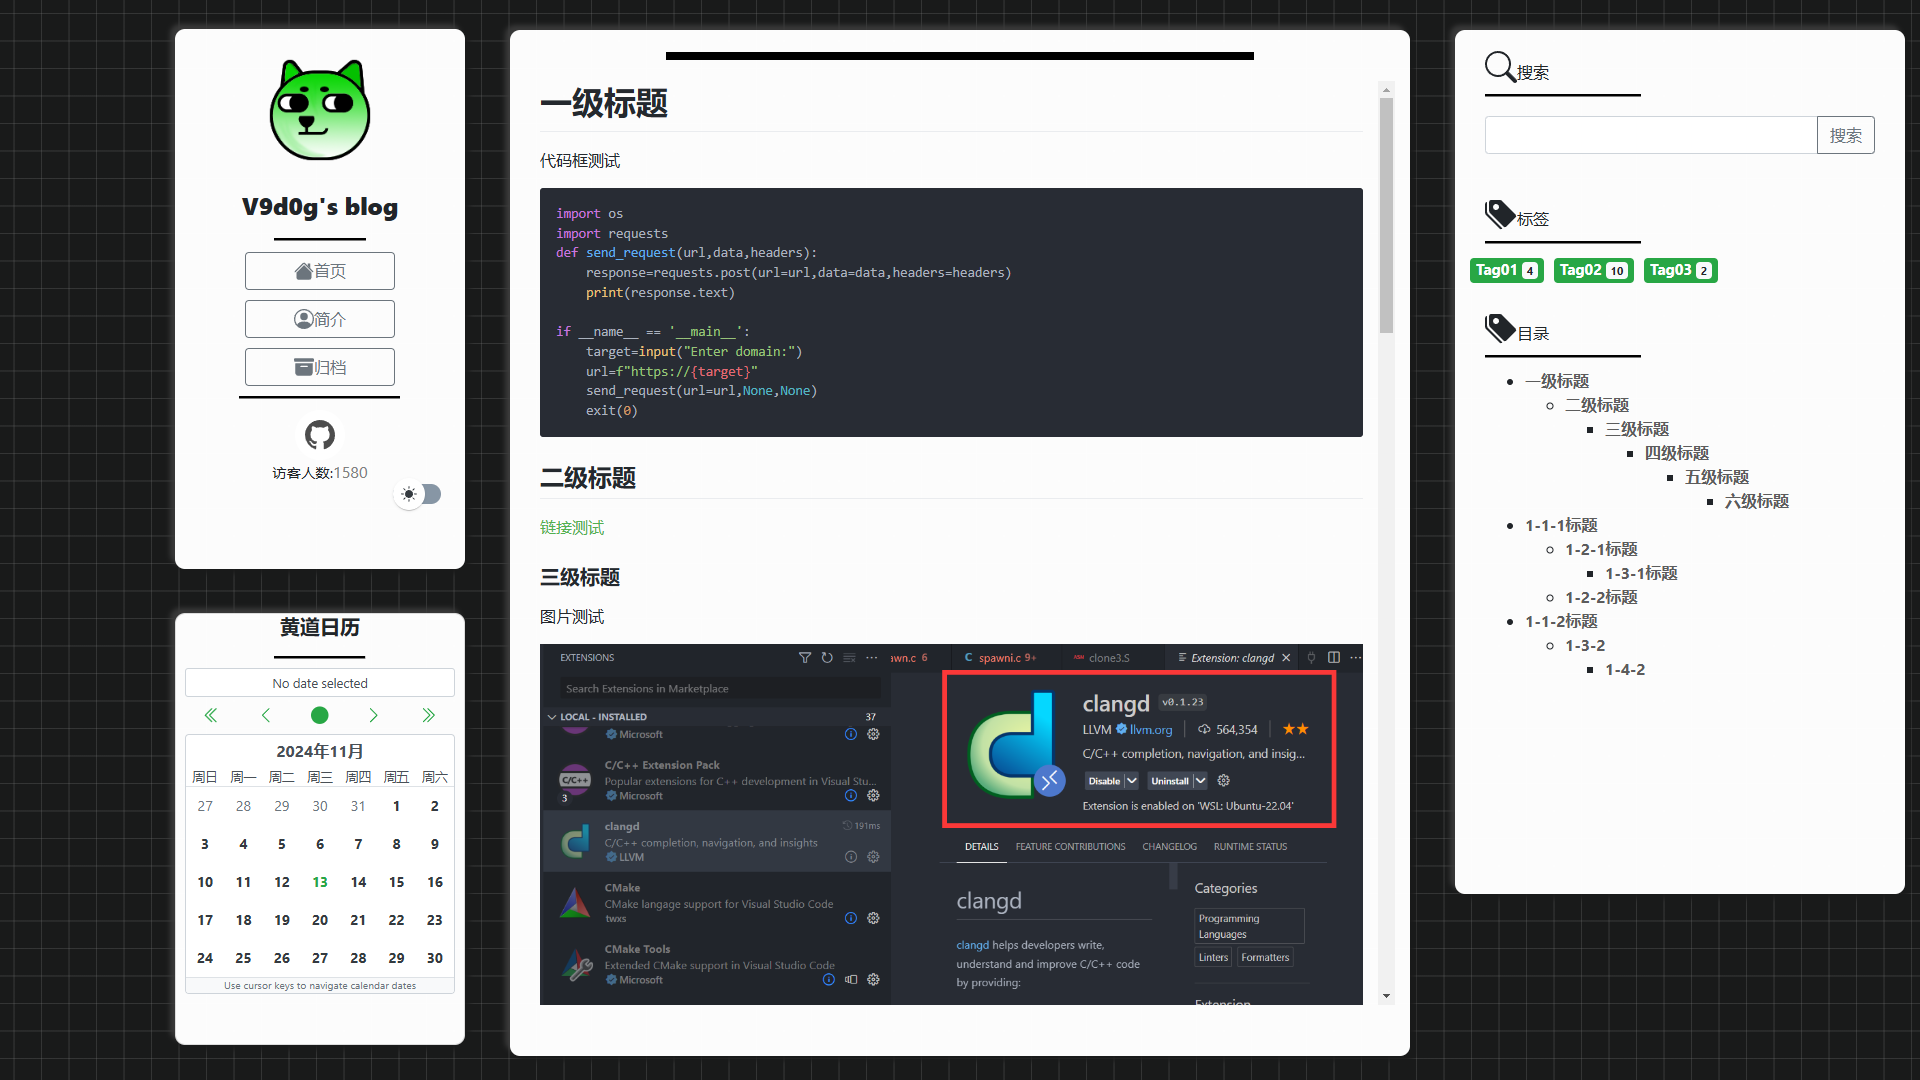 V9d0g's blog
首页
简介
归档
访客人数:1580
黄道日历
No date selected
2024年11月
周日 周一 周二 周三 周四 周五 周六
27 28 29 30 31 1 2
3 4 5 6 7 8 9
10 11 12 13 14 15 16
17 18 19 20 21 22 23
24 25 26 27 28 29 30
Use cursor keys to navigate calendar dates
一级标题
代码框测试
import os
import requests
def send_request(url,data,headers):
    response=requests.post(url=url,data=data,headers=headers)
    print(response.text)
if __name__ == '__main__':
    target=input("Enter domain:")
    url=f"https://{target}"
    send_request(url=url,None,None)
    exit(0)
二级标题
链接测试
三级标题
图片测试
EXTENSIONS
Search Extensions in Marketplace
LOCAL - INSTALLED 37
Microsoft
C/C++ Extension Pack
C/C++
Popular extensions for C++ development in Visual Stu...
3
Microsoft
clangd 191ms
C/C++ completion, navigation, and insights
LLVM
CMake
CMake langage support for Visual Studio Code
twxs
CMake Tools
Extended CMake support in Visual Studio Code
Microsoft
awn.c 6 C spawni.c 9+ clone3.S Extension: clangd
clangd v0.1.23
LLVM llvm.org 564,354
C/C++ completion, navigation, and insig...
Disable Uninstall
Extension is enabled on 'WSL: Ubuntu-22.04'
DETAILS FEATURE CONTRIBUTIONS CHANGELOG RUNTIME STATUS
clangd
clangd helps developers write,
understand and improve C/C++ code
by providing:
Categories
Programming
Languages
Linters Formatters
Extension
搜索
搜索
标签
Tag01 4 Tag02 10 Tag03 2
目录
一级标题
二级标题
三级标题
四级标题
五级标题
六级标题
1-1-1标题
1-2-1标题
1-3-1标题
1-2-2标题
1-1-2标题
1-3-2
1-4-2